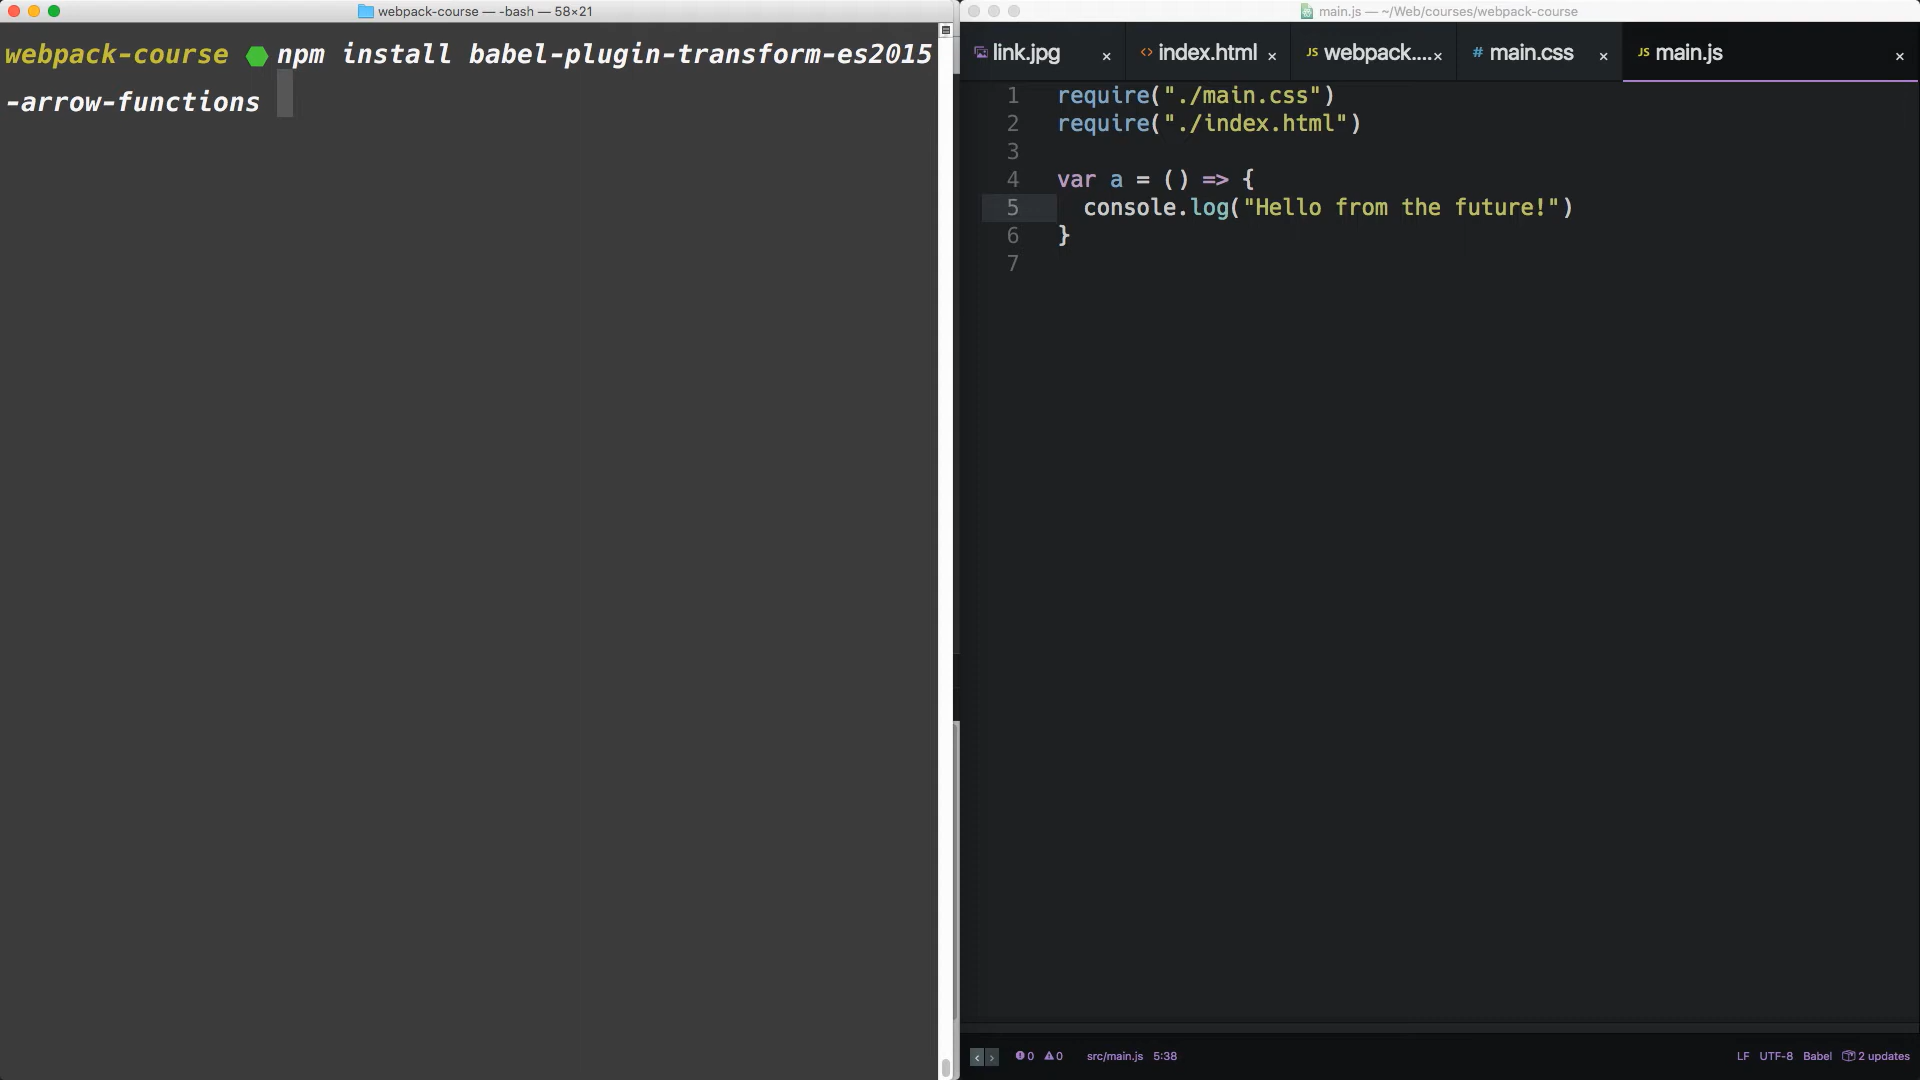 webpack-course — -bash — 58×21
webpack-course npm install babel-plugin-transform-es2015
-arrow-functions
main.js — ~/Web/courses/webpack-course
link.jpg × <> index.html × JS webpack.... × # main.css × JS main.js ×
1 require("./main.css")
2 require("./index.html")
3
4 var a = () => {
5 console.log("Hello from the future!")
6 }
7
‹ › 0 0 src/main.js 5:38 LF UTF-8 Babel 2 updates